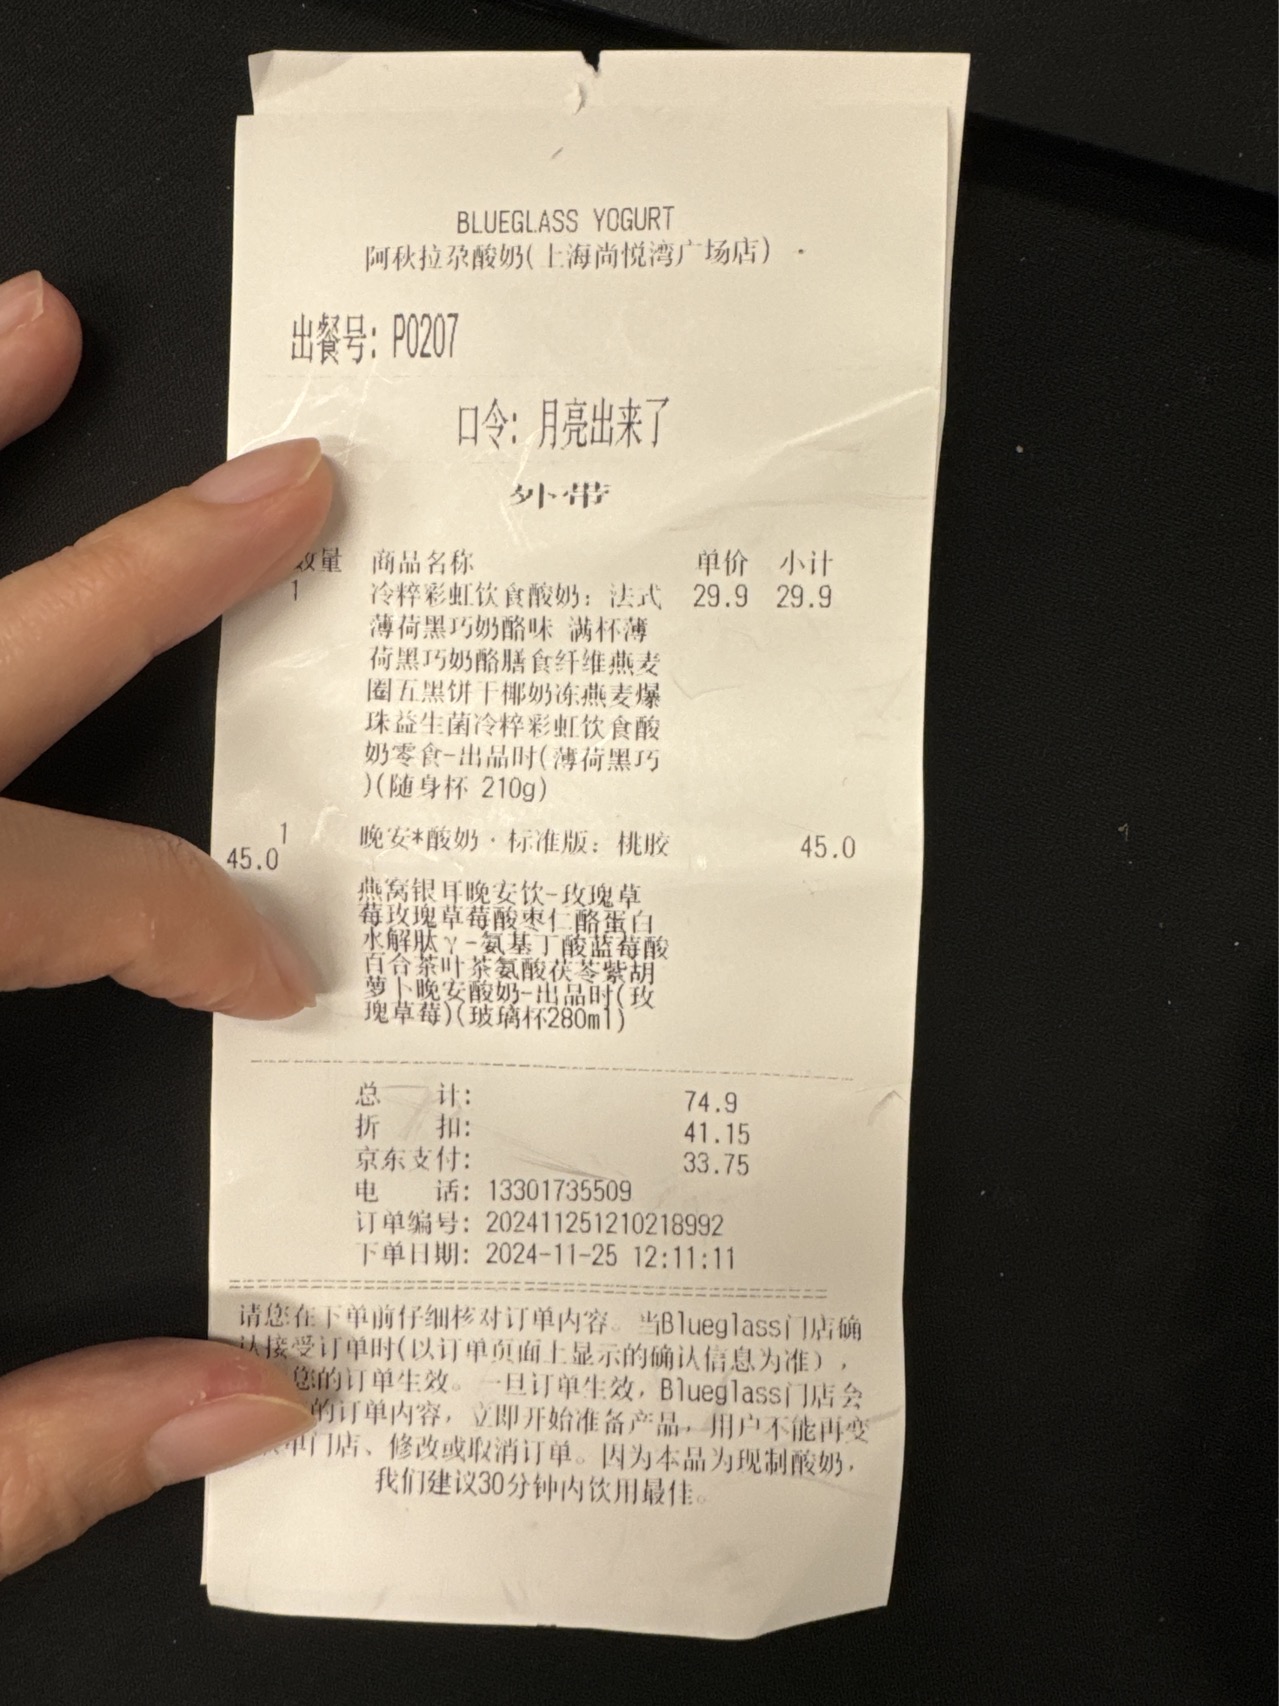 BLUEGLASS YOGURT
阿秋拉尕酸奶(上海尚悦湾广场店)
出餐号: P0207
口令: 月亮出来了
外带
数量 商品名称 单价 小计
1 冷粹彩虹饮食酸奶: 法式 29.9 29.9
薄荷黑巧奶酪味 满杯薄
荷黑巧奶酪膳食纤维燕麦
圈五黑饼干椰奶冻燕麦爆
珠益生菌冷粹彩虹饮食酸
奶零食-出品时(薄荷黑巧
)(随身杯 210g)
1 晚安*酸奶·标准版: 桃胶 45.0
45.0
燕窝银耳晚安饮-玫瑰草
莓玫瑰草莓酸枣仁酪蛋白
水解肽γ-氨基丁酸蓝莓酸
百合茶叶茶氨酸茯苓紫胡
萝卜晚安酸奶-出品时(玫
瑰草莓)(玻璃杯280ml)
总 计: 74.9
折 扣: 41.15
京东支付: 33.75
电 话: 13301735509
订单编号: 202411251210218992
下单日期: 2024-11-25 12:11:11
请您在下单前仔细核对订单内容。当Blueglass门店确
认接受订单时(以订单页面上显示的确认信息为准),
您的订单生效。一旦订单生效,Blueglass门店会
的订单内容,立即开始准备产品,用户不能再变
单门店、修改或取消订单。因为本品为现制酸奶,
我们建议30分钟内饮用最佳。